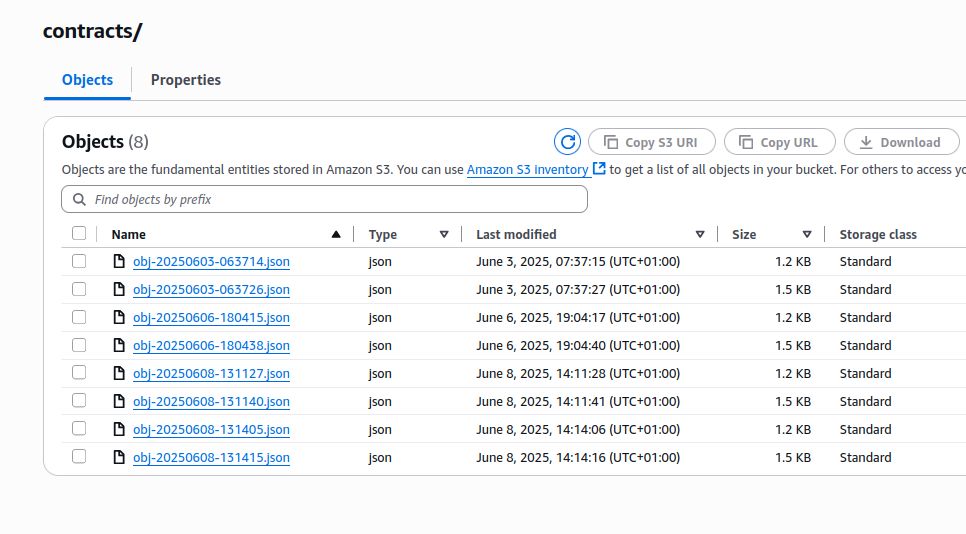 contracts/
Objects Properties
Objects (8) Copy S3 URI Copy URL Download
Objects are the fundamental entities stored in Amazon S3. You can use Amazon S3 inventory to get a list of all objects in your bucket. For others to access yo
Find objects by prefix
Name Type Last modified Size Storage class
obj-20250603-063714.json json June 3, 2025, 07:37:15 (UTC+01:00) 1.2 KB Standard
obj-20250603-063726.json json June 3, 2025, 07:37:27 (UTC+01:00) 1.5 KB Standard
obj-20250606-180415.json json June 6, 2025, 19:04:17 (UTC+01:00) 1.2 KB Standard
obj-20250606-180438.json json June 6, 2025, 19:04:40 (UTC+01:00) 1.5 KB Standard
obj-20250608-131127.json json June 8, 2025, 14:11:28 (UTC+01:00) 1.2 KB Standard
obj-20250608-131140.json json June 8, 2025, 14:11:41 (UTC+01:00) 1.5 KB Standard
obj-20250608-131405.json json June 8, 2025, 14:14:06 (UTC+01:00) 1.2 KB Standard
obj-20250608-131415.json json June 8, 2025, 14:14:16 (UTC+01:00) 1.5 KB Standard